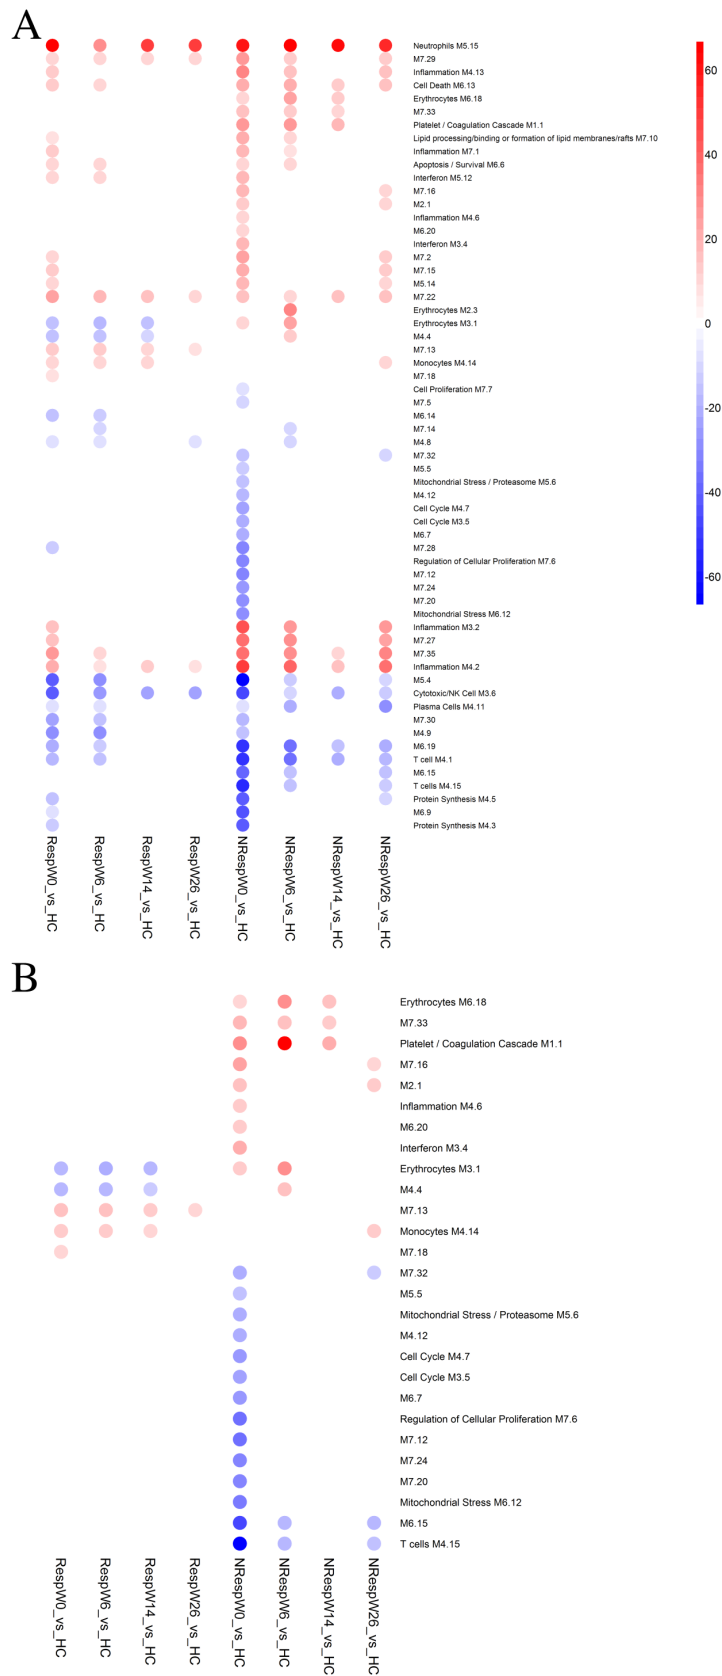 A
Neutrophils M5.15
M7.29
Inflammation M4.13
Cell Death M6.13
Erythrocytes M6.18
M7.33
Platelet / Coagulation Cascade M1.1
Lipid processing/binding or formation of lipid membranes/rafts M7.10
Inflammation M7.1
Apoptosis / Survival M6.6
Interferon M5.12
M7.16
M2.1
Inflammation M4.6
M6.20
Interferon M3.4
M7.2
M7.15
M5.14
M7.22
Erythrocytes M2.3
Erythrocytes M3.1
M4.4
M7.13
Monocytes M4.14
M7.18
Cell Proliferation M7.7
M7.5
M6.14
M7.14
M4.8
M7.32
M5.5
Mitochondrial Stress / Proteasome M5.6
M4.12
Cell Cycle M4.7
Cell Cycle M3.5
M6.7
M7.28
Regulation of Cellular Proliferation M7.6
M7.12
M7.24
M7.20
Mitochondrial Stress M6.12
Inflammation M3.2
M7.27
M7.35
Inflammation M4.2
M5.4
Cytotoxic/NK Cell M3.6
Plasma Cells M4.11
M7.30
M4.9
M6.19
T cell M4.1
M6.15
T cells M4.15
Protein Synthesis M4.5
M6.9
Protein Synthesis M4.3
60
40
20
0
-20
-40
-60
RespW0_vs_HC
RespW6_vs_HC
RespW14_vs_HC
RespW26_vs_HC
NRespW0_vs_HC
NRespW6_vs_HC
NRespW14_vs_HC
NRespW26_vs_HC
B
Erythrocytes M6.18
M7.33
Platelet / Coagulation Cascade M1.1
M7.16
M2.1
Inflammation M4.6
M6.20
Interferon M3.4
Erythrocytes M3.1
M4.4
M7.13
Monocytes M4.14
M7.18
M7.32
M5.5
Mitochondrial Stress / Proteasome M5.6
M4.12
Cell Cycle M4.7
Cell Cycle M3.5
M6.7
Regulation of Cellular Proliferation M7.6
M7.12
M7.24
M7.20
Mitochondrial Stress M6.12
M6.15
T cells M4.15
RespW0_vs_HC
RespW6_vs_HC
RespW14_vs_HC
RespW26_vs_HC
NRespW0_vs_HC
NRespW6_vs_HC
NRespW14_vs_HC
NRespW26_vs_HC